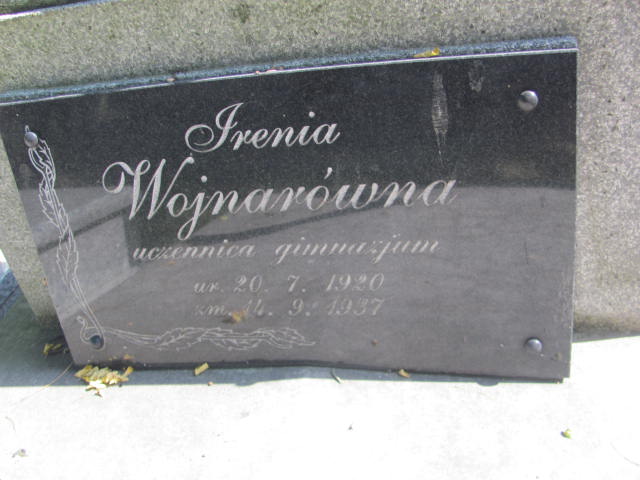 Irenia
Wojnarówna
uczennica gimnazjum
ur. 20. 7. 1920
zm. 14. 9. 1937